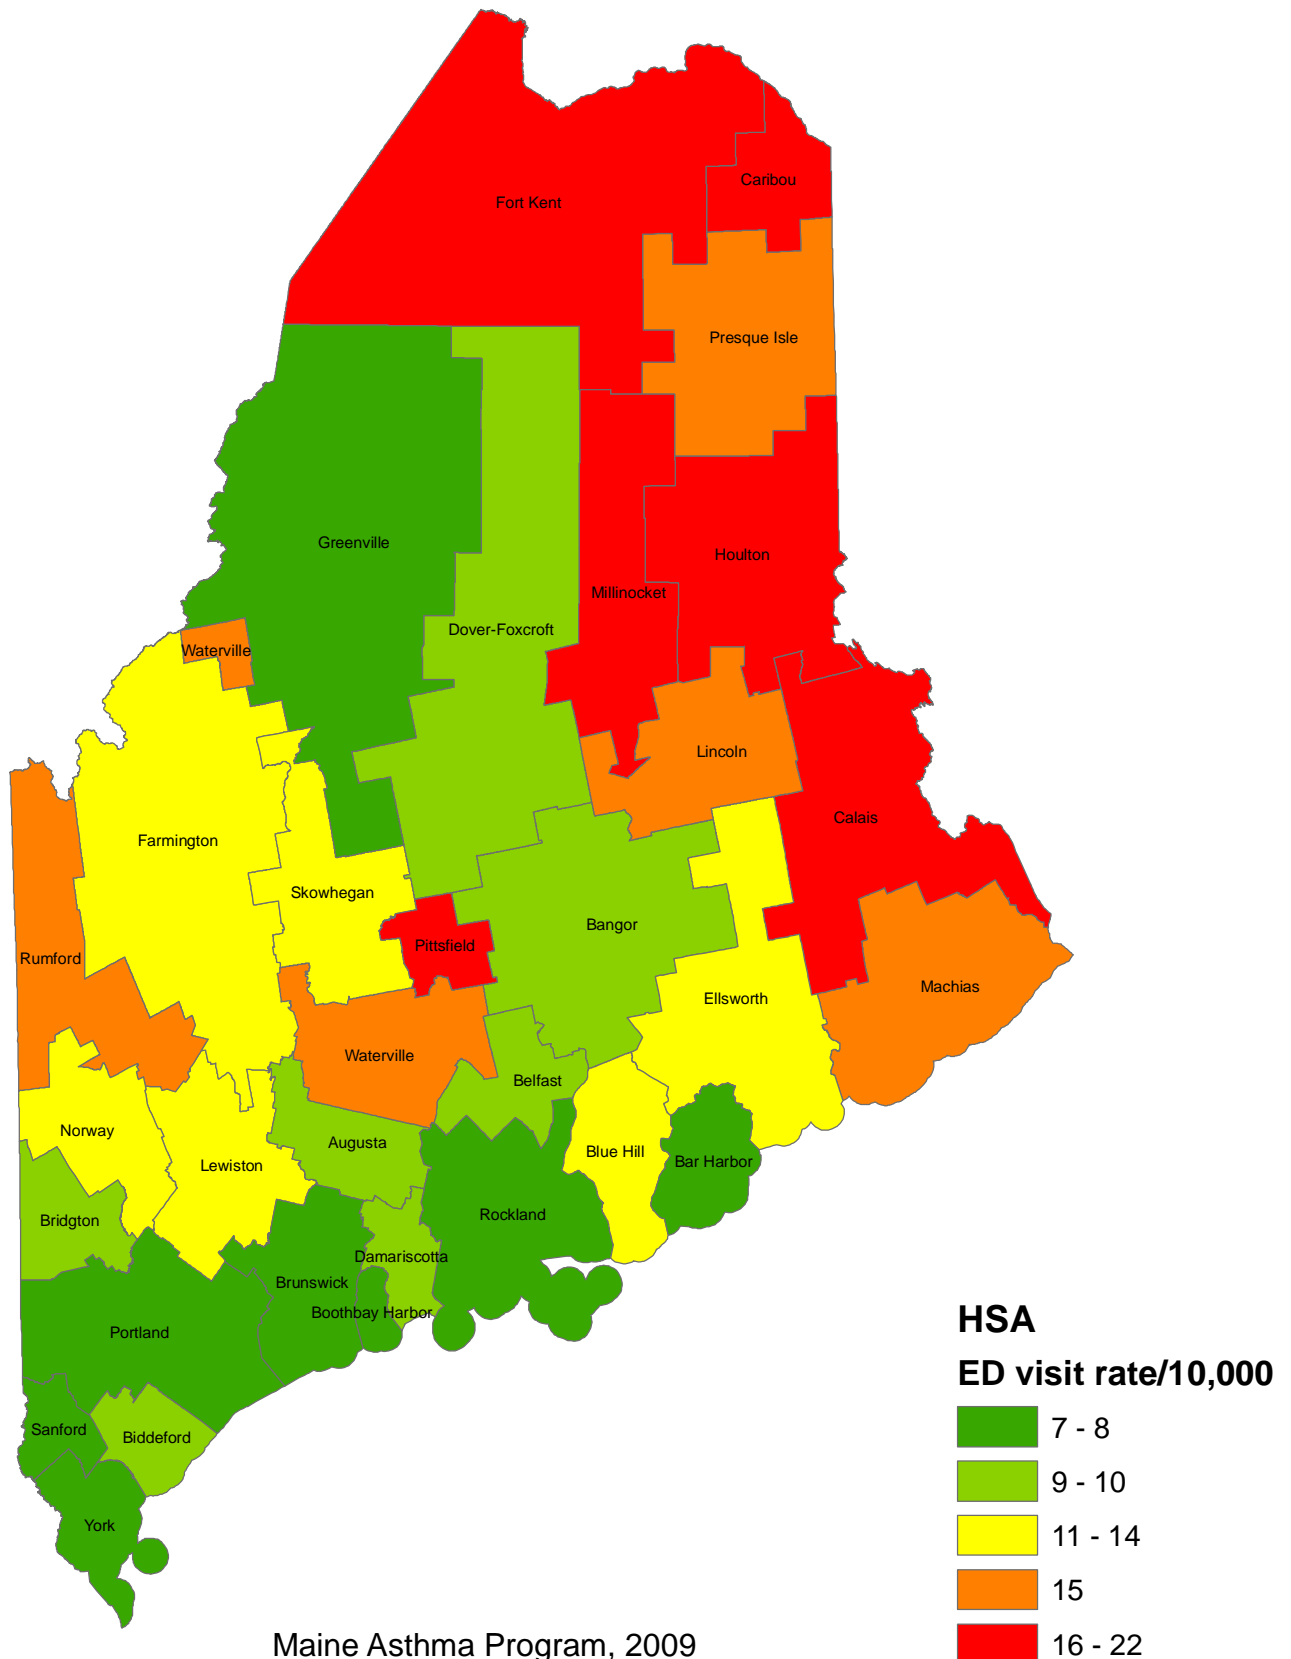 Fort Kent
Caribou
Presque Isle
Greenville
Houlton
Millinocket
Dover-Foxcroft
Waterville
Lincoln
Calais
Farmington
Skowhegan
Bangor
Pittsfield
Rumford
Machias
Ellsworth
Waterville
Belfast
Norway
Augusta
Blue Hill
Lewiston
Bar Harbor
Rockland
Bridgton
Damariscotta
Brunswick
Boothbay Harbor
Portland
Sanford
Biddeford
York
HSA
ED visit rate/10,000
7 - 8
9 - 10
11 - 14
15
16 - 22
Maine Asthma Program, 2009